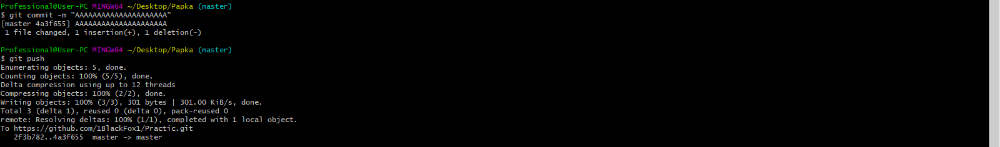 Professional@User-PC MINGW64 ~/Desktop/Papka (master)
$ git commit -m "AAAAAAAAAAAAAAAAAAAAA"
[master 4a3f655] AAAAAAAAAAAAAAAAAAAAA
 1 file changed, 1 insertion(+), 1 deletion(-)
Professional@User-PC MINGW64 ~/Desktop/Papka (master)
$ git push
Enumerating objects: 5, done.
Counting objects: 100% (5/5), done.
Delta compression using up to 12 threads
Compressing objects: 100% (2/2), done.
Writing objects: 100% (3/3), 301 bytes | 301.00 KiB/s, done.
Total 3 (delta 1), reused 0 (delta 0), pack-reused 0
remote: Resolving deltas: 100% (1/1), completed with 1 local object.
To https://github.com/1BlackFox1/Practic.git
   2f3b782..4a3f655  master -> master